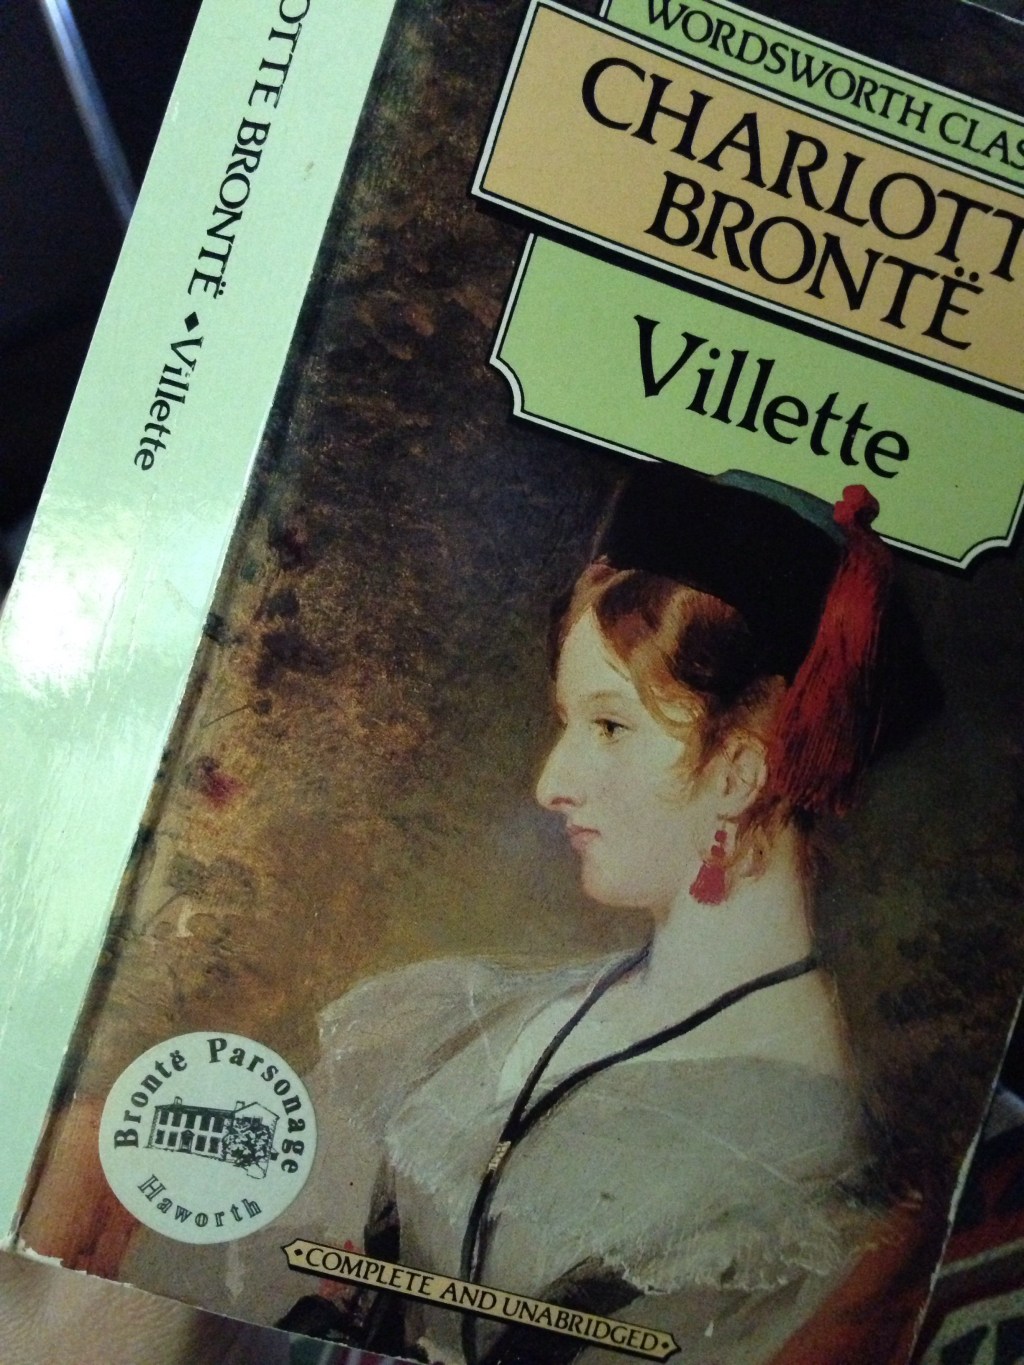 OTTE BRONTË ♦ Villette
WORDSWORTH CLAS
CHARLOTT
BRONTË
Villette
Brontë Parsonage
Haworth
•COMPLETE AND UNABRIDGED•